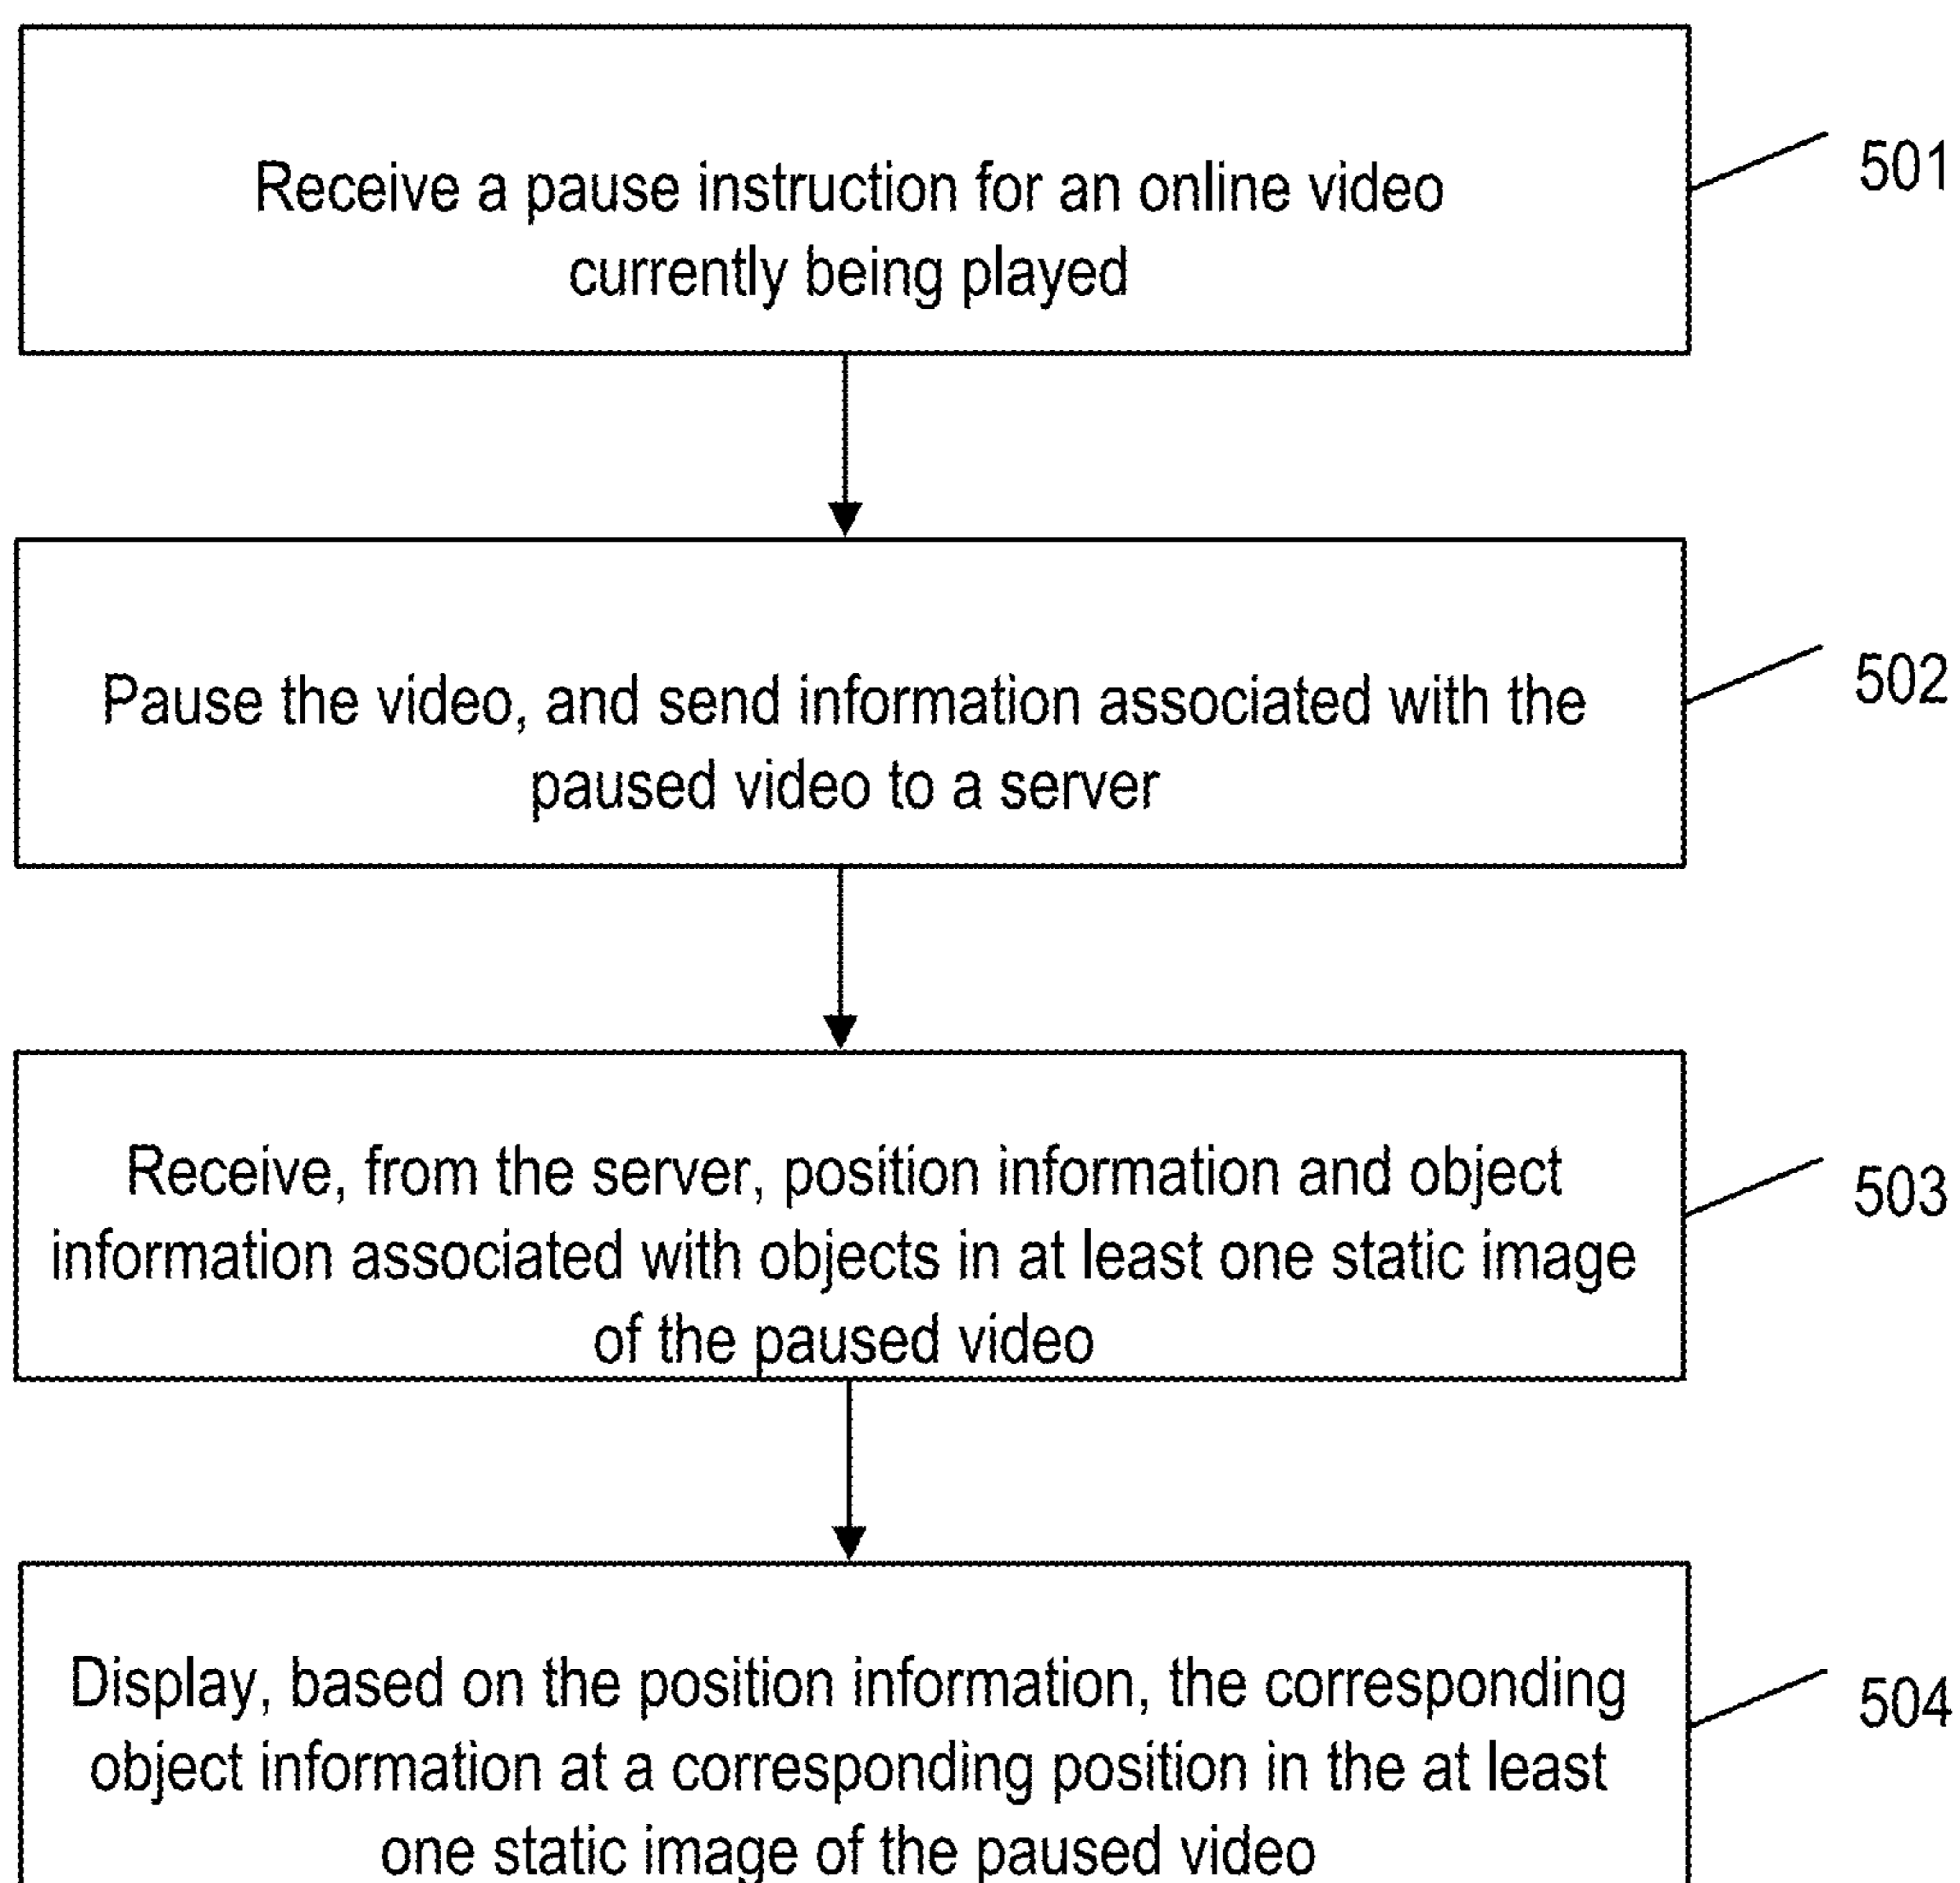 Receive a pause instruction for an online video
currently being played
501
Pause the video, and send information associated with the
paused video to a server
502
Receive, from the server, position information and object
information associated with objects in at least one static image
of the paused video
503
Display, based on the position information, the corresponding
object information at a corresponding position in the at least
one static image of the paused video
504